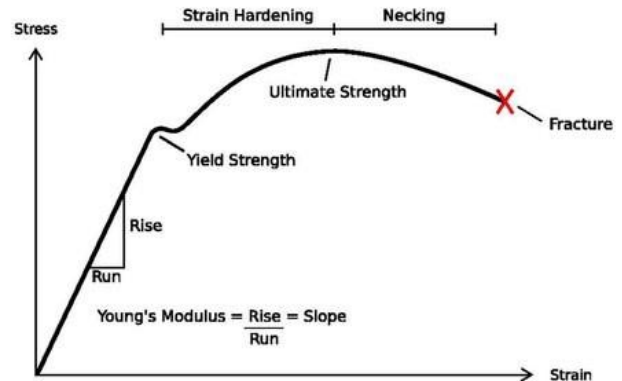 Strain Hardening
Necking
Stress
Ultimate Strength
Fracture
Yield Strength
Rise
Run
Young's Modulus = Rise = Slope
Run
Strain